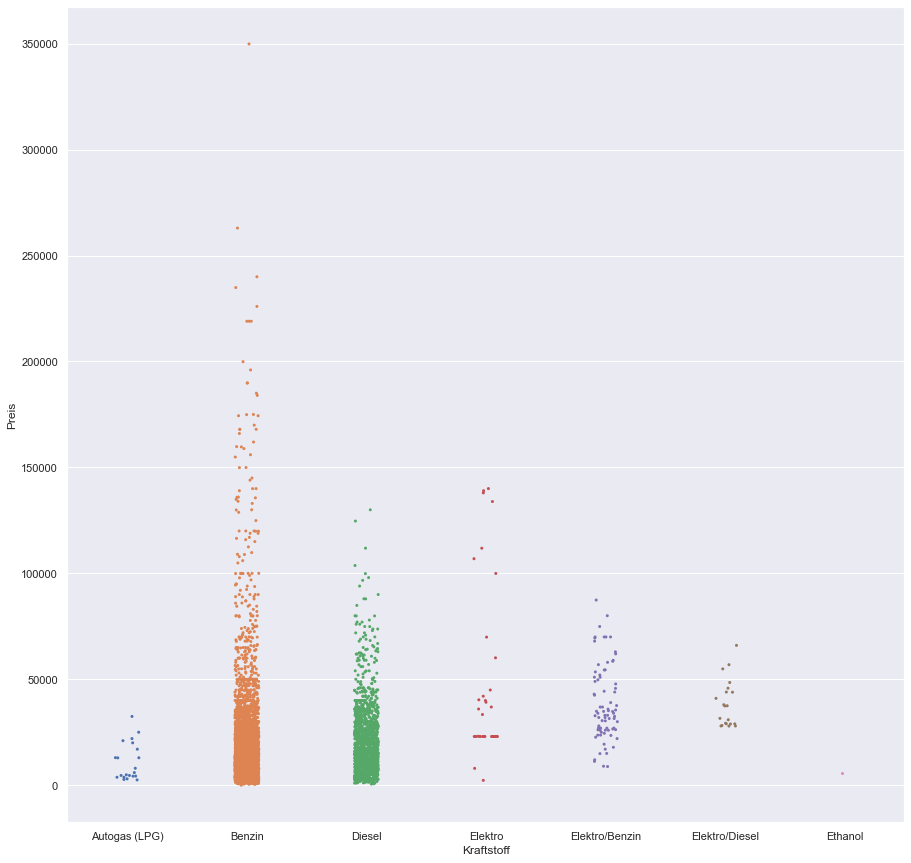 350000
300000
250000
200000
150000
100000
50000
0
Preis
Autogas (LPG) Benzin Diesel Elektro Elektro/Benzin Elektro/Diesel Ethanol
Kraftstoff